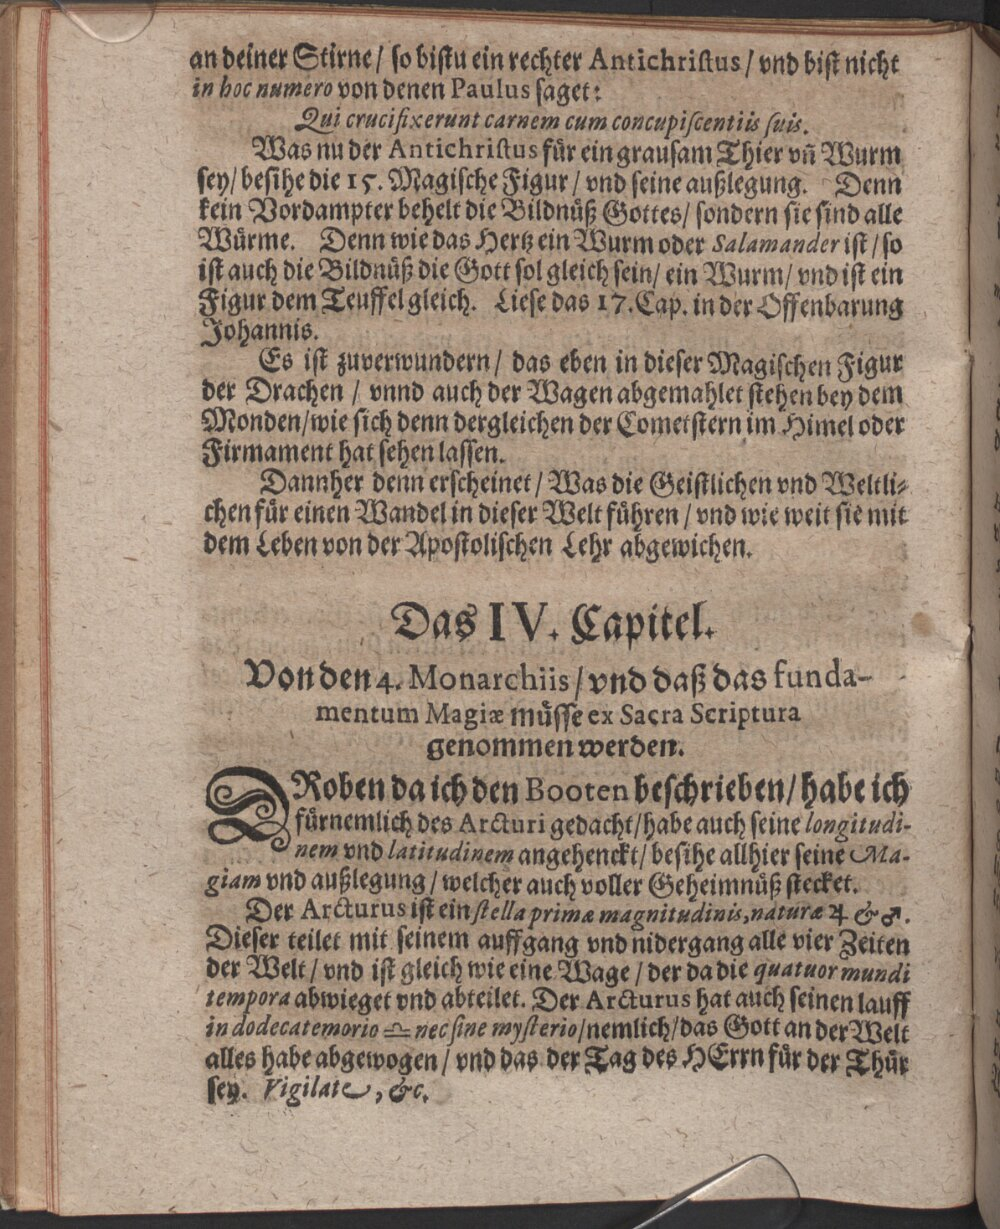 an deiner Stirne / so bistu ein rechter Antichristus / vnd bist nicht
in hoc numero von denen Paulus saget:
Qui crucifixerunt carnem cum concupiscentiis suis.
Was nu der Antichristus für ein grausam Thier vñ Wurm
sey / besihe die 15. Magische Figur / vnd seine außlegung. Denn
kein Vordampter behelt die Bildnüß Gottes / sondern sie sind alle
Würme. Denn wie das Hertz ein Wurm oder Salamander ist / so
ist auch die Bildnüß die Gott sol gleich sein / ein Wurm / vnd ist ein
Figur dem Teuffel gleich. Liese das 17. Cap. in der Offenbarung
Johannis.
Es ist zuverwundern / das eben in dieser Magischen Figur
der Drachen / vnnd auch der Wagen abgemahlet stehen bey dem
Monden / wie sich denn dergleichen der Cometstern im Himel oder
Firmament hat sehen lassen.
Dannher denn erscheinet / Was die Geistlichen vnd Weltli-
chen für einen Wandel in dieser Welt führen / vnd wie weit sie mit
dem Leben von der Apostolischen Lehr abgewichen.
Das IV. Capitel.
Von den 4. Monarchiis / vnd daß das funda-
mentum Magiæ müsse ex Sacra Scriptura
genommen werden.
DRoben da ich den Booten beschrieben / habe ich
fürnemlich des Arcturi gedacht / habe auch seine longitudi-
nem vnd latitudinem angehenckt / besihe allhier seine Ma-
giam vnd außlegung / welcher auch voller Geheimnüß stecket.
Der Arcturus ist ein stella primæ magnitudinis, naturæ ♃ & ♂.
Dieser teilet mit seinem auffgang vnd nidergang alle vier Zeiten
der Welt / vnd ist gleich wie eine Wage / der da die quatuor mundi
tempora abwieget vnd abteilet. Der Arcturus hat auch seinen lauff
in dodecatemorio ♎ nec sine mysterio / nemlich / das Gott an der Welt
alles habe abgewogen / vnd das der Tag des HErrn für der Thür
sey. Vigilate, &c.